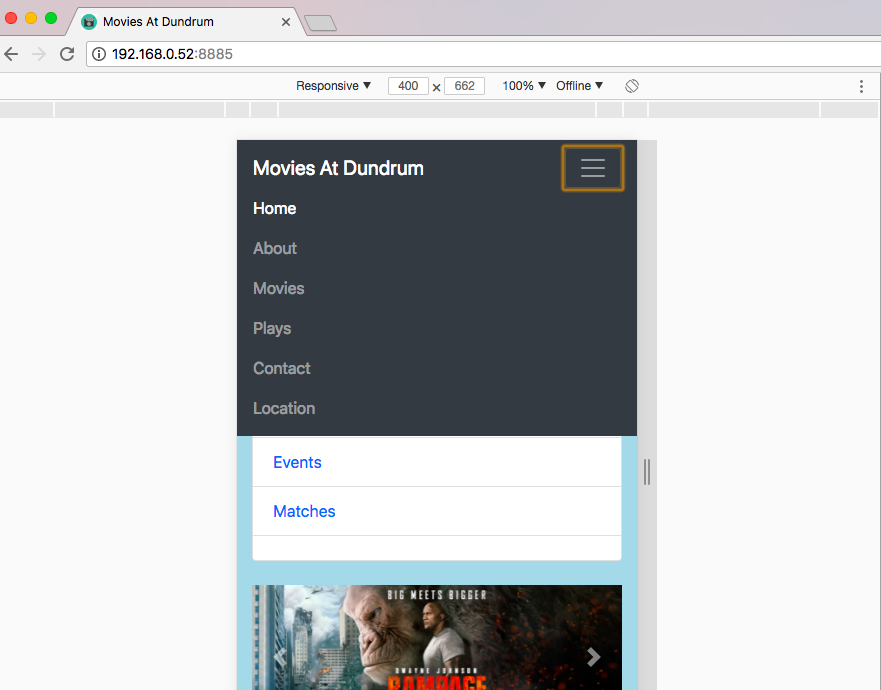 Movies At Dundrum
192.168.0.52:8885
Responsive 400 × 662 100% Offline
Movies At Dundrum
Home
About
Movies
Plays
Contact
Location
Events
Matches
BIG MEETS BIGGER
DWAYNE JOHNSON
RAMPAGE